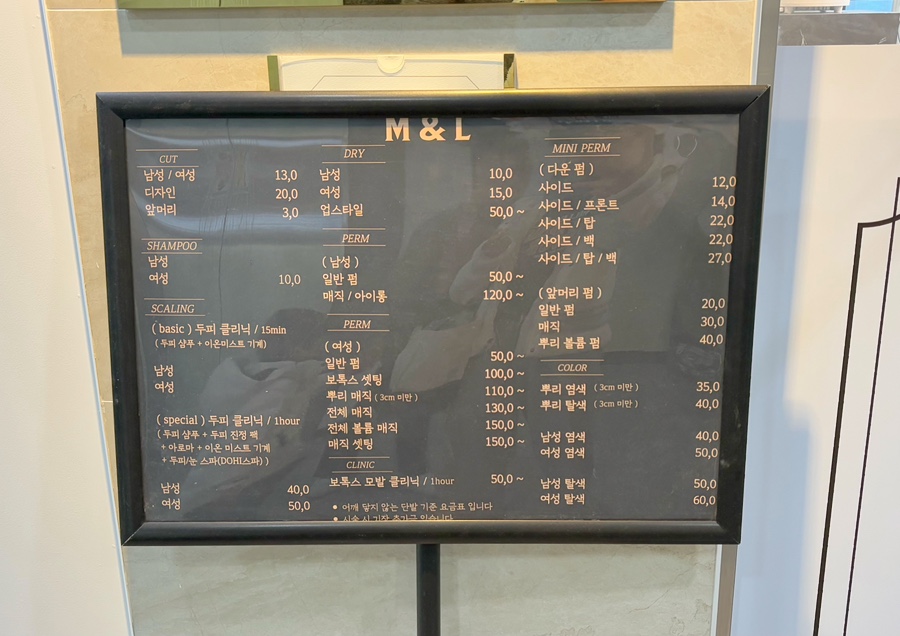 M & L
CUT
남성 / 여성 13,0
디자인 20,0
앞머리 3,0
SHAMPOO
남성
여성 10,0
SCALING
( basic ) 두피 클리닉 / 15min
( 두피 샴푸 + 이온미스트 기계 )
남성
여성
( special ) 두피 클리닉 / 1hour
( 두피 샴푸 + 두피 진정 팩
+ 아로마 + 이온 미스트 기계
+ 두피/눈 스파(DOHI스파) )
남성 40,0
여성 50,0
DRY
남성 10,0
여성 15,0
업스타일 50,0 ~
PERM
( 남성 )
일반 펌 50,0 ~
매직 / 아이롱 120,0 ~
PERM
( 여성 )
일반 펌 50,0 ~
보톡스 셋팅 100,0 ~
뿌리 매직 ( 3cm 미만 ) 110,0 ~
전체 매직 130,0 ~
전체 볼륨 매직 150,0 ~
매직 셋팅 150,0 ~
CLINIC
보톡스 모발 클리닉 / 1hour 50,0 ~
● 어깨 닿지 않는 단발 기준 요금표 입니다
● 시술 시 기장 추가금 있습니다
MINI PERM
( 다운 펌 )
사이드 12,0
사이드 / 프론트 14,0
사이드 / 탑 22,0
사이드 / 백 22,0
사이드 / 탑 / 백 27,0
( 앞머리 펌 )
일반 펌 20,0
매직 30,0
뿌리 볼륨 펌 40,0
COLOR
뿌리 염색 ( 3cm 미만 ) 35,0
뿌리 탈색 ( 3cm 미만 ) 40,0
남성 염색 40,0
여성 염색 50,0
남성 탈색 50,0
여성 탈색 60,0